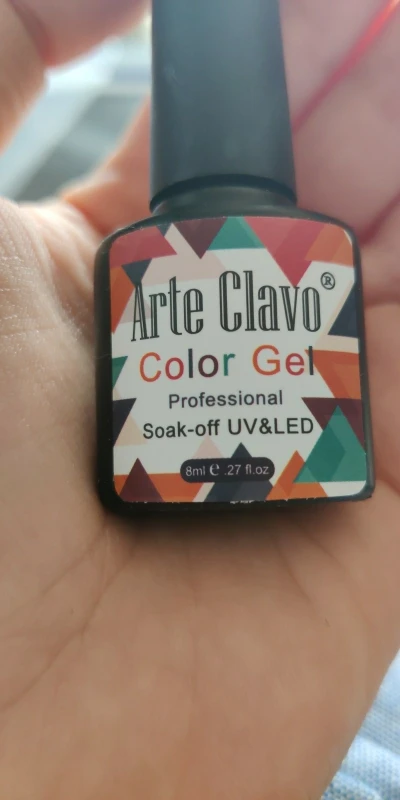 Arte Clavo®
Color Gel
Professional
Soak-off UV&LED
8ml ℮ .27 fl.oz